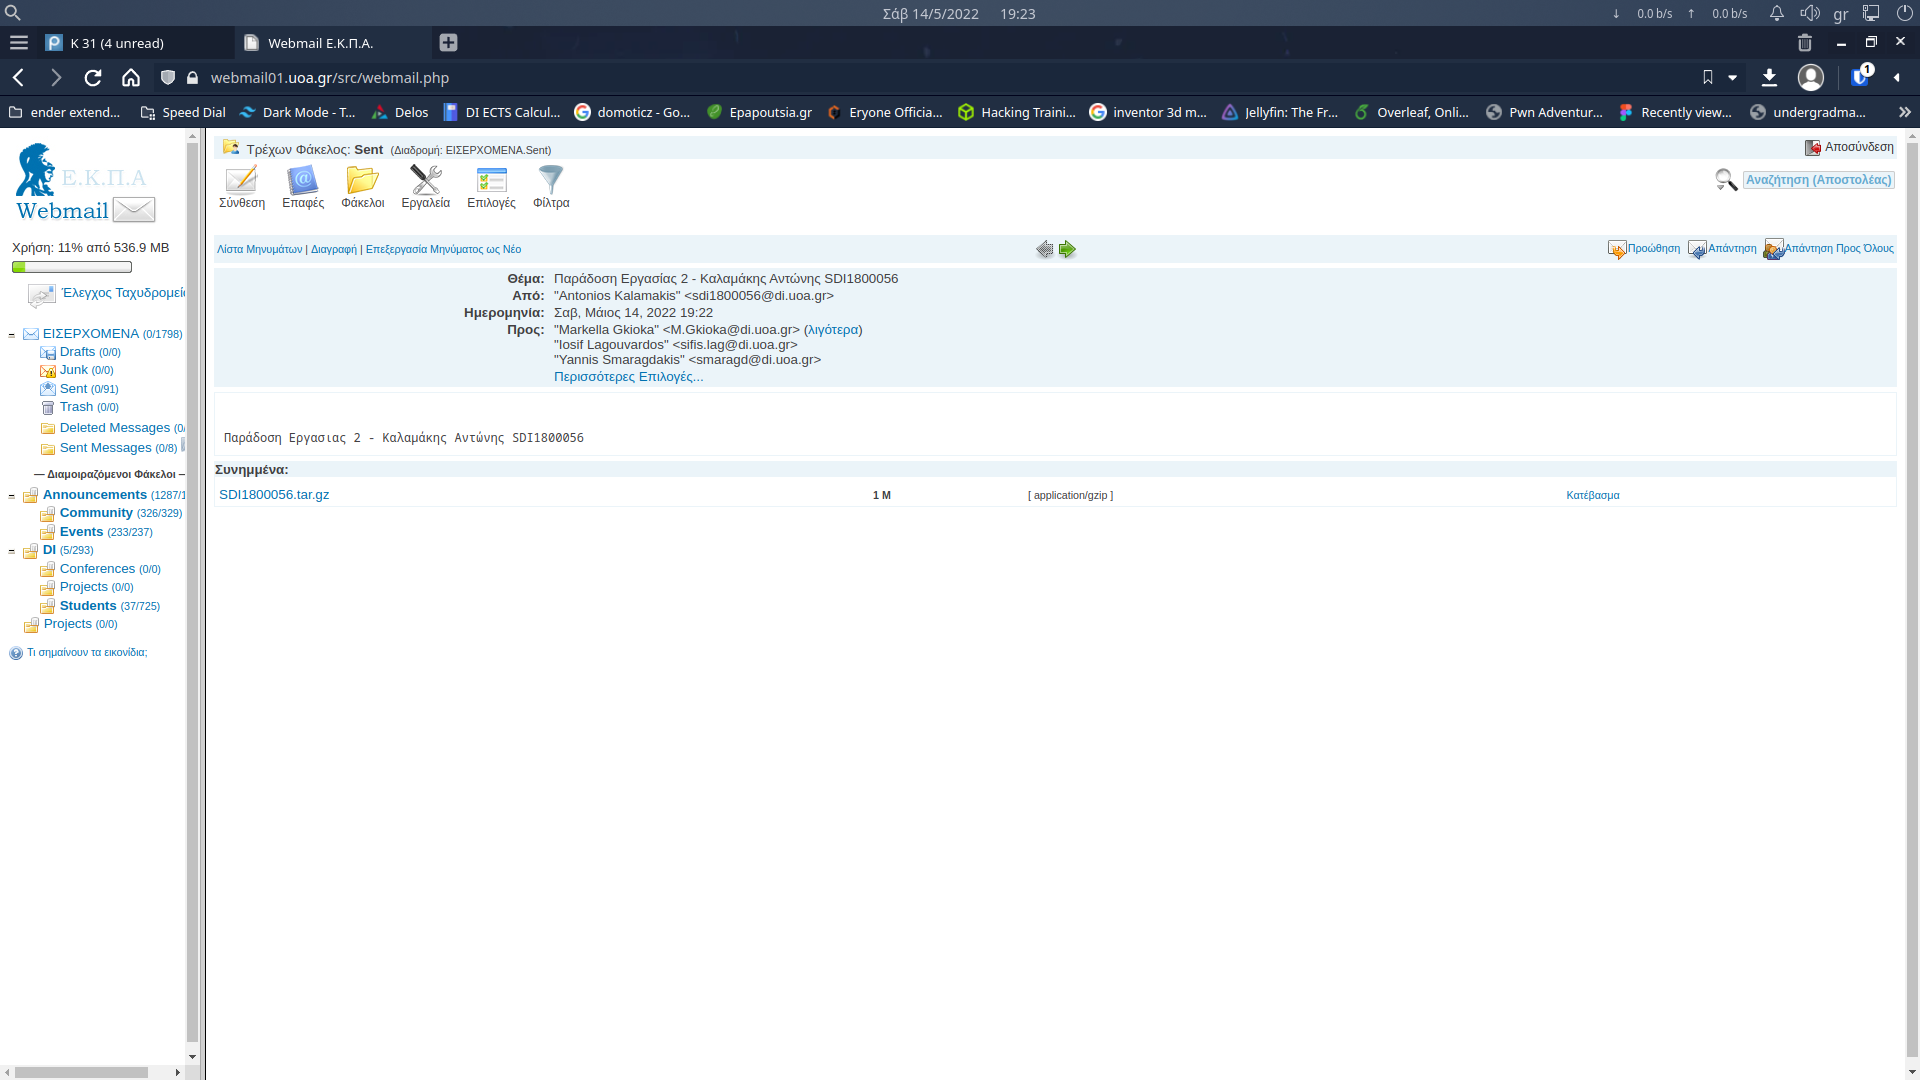 Σάβ 14/5/2022 19:23
↓ 0.0 b/s ↑ 0.0 b/s gr
K 31 (4 unread)
Webmail Ε.Κ.Π.Α.
webmail01.uoa.gr/src/webmail.php
1
ender extend...
Speed Dial
Dark Mode - T...
Delos
DI ECTS Calcul...
domoticz - Go...
Epapoutsia.gr
Eryone Officia...
Hacking Traini...
inventor 3d m...
Jellyfin: The Fr...
Overleaf, Onli...
Pwn Adventur...
Recently view...
undergradma...
Ε.Κ.Π.Α
Webmail
Χρήση: 11% από 536.9 MB
Έλεγχος Ταχυδρομεί
ΕΙΣΕΡΧΟΜΕΝΑ (0/1798)
Drafts (0/0)
Junk (0/0)
Sent (0/91)
Trash (0/0)
Deleted Messages (0/
Sent Messages (0/8)
— Διαμοιραζόμενοι Φάκελοι —
Announcements (1287/1
Community (326/329)
Events (233/237)
DI (5/293)
Conferences (0/0)
Projects (0/0)
Students (37/725)
Projects (0/0)
Τι σημαίνουν τα εικονίδια;
Τρέχων Φάκελος: Sent (Διαδρομή: ΕΙΣΕΡΧΟΜΕΝΑ.Sent)
Αποσύνδεση
Σύνθεση Επαφές Φάκελοι Εργαλεία Επιλογές Φίλτρα
Αναζήτηση (Αποστολέας)
Λίστα Μηνυμάτων | Διαγραφή | Επεξεργασία Μηνύματος ως Νέο
Προώθηση Απάντηση Απάντηση Προς Όλους
Θέμα: Παράδοση Εργασίας 2 - Καλαμάκης Αντώνης SDI1800056
Από: "Antonios Kalamakis" <sdi1800056@di.uoa.gr>
Ημερομηνία: Σαβ, Μάιος 14, 2022 19:22
Προς: "Markella Gkioka" <M.Gkioka@di.uoa.gr> (λιγότερα)
"Iosif Lagouvardos" <sifis.lag@di.uoa.gr>
"Yannis Smaragdakis" <smaragd@di.uoa.gr>
Περισσότερες Επιλογές...
Παράδοση Εργασιας 2 - Καλαμάκης Αντώνης SDI1800056
Συνημμένα:
SDI1800056.tar.gz 1 M [ application/gzip ] Κατέβασμα